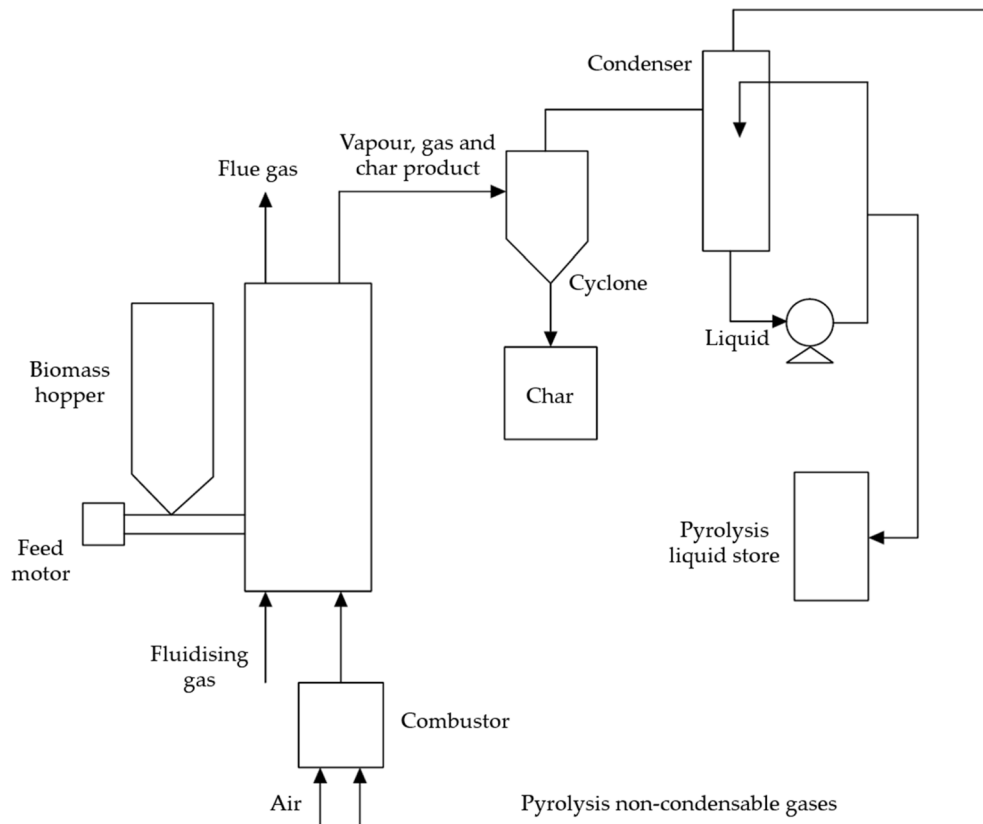 Condenser
Vapour, gas and
char product
Flue gas
Cyclone
Liquid
Biomass
hopper
Char
Pyrolysis
liquid store
Feed
motor
Fluidising
gas
Combustor
Air
Pyrolysis non-condensable gases